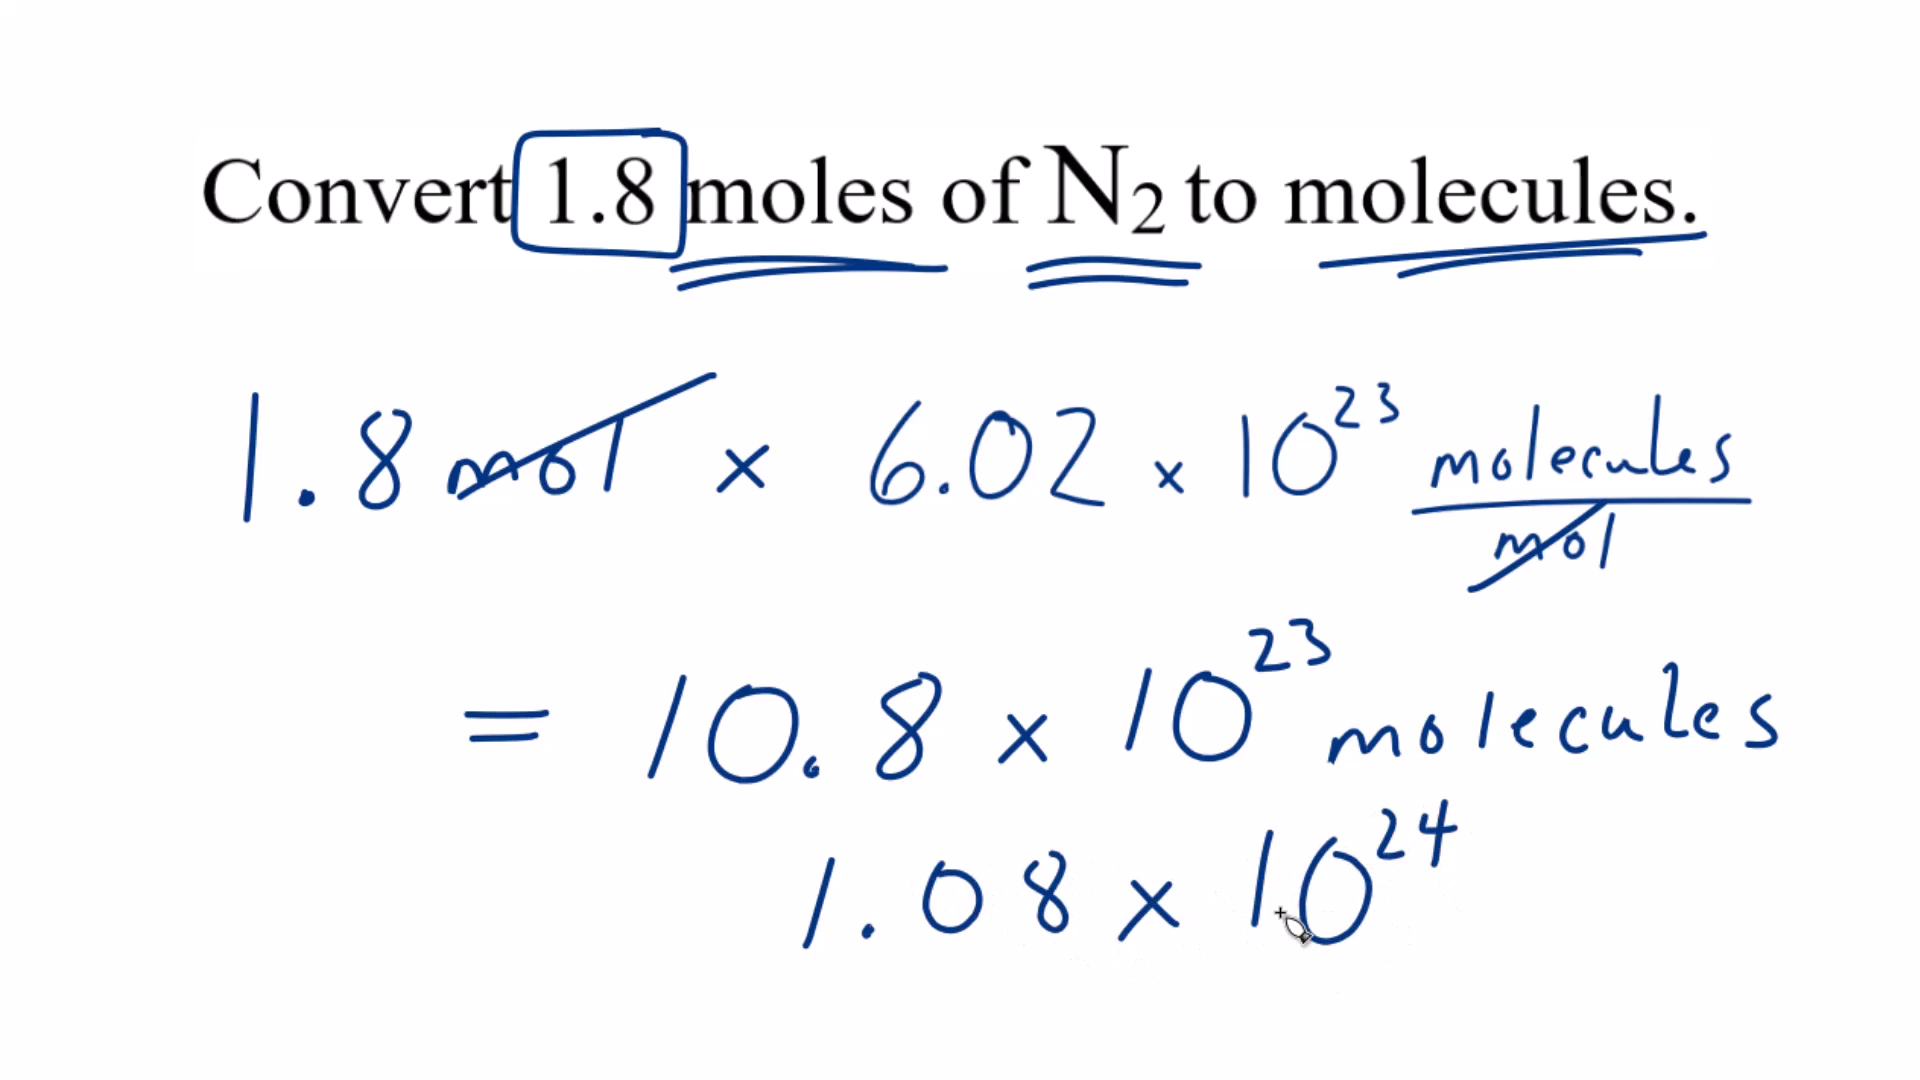 Convert 1.8 moles of N₂ to molecules.
1.8 mol × 6.02 × 10²³ molecules/mol
= 10.8 × 10²³ molecules
1.08 × 10²⁴